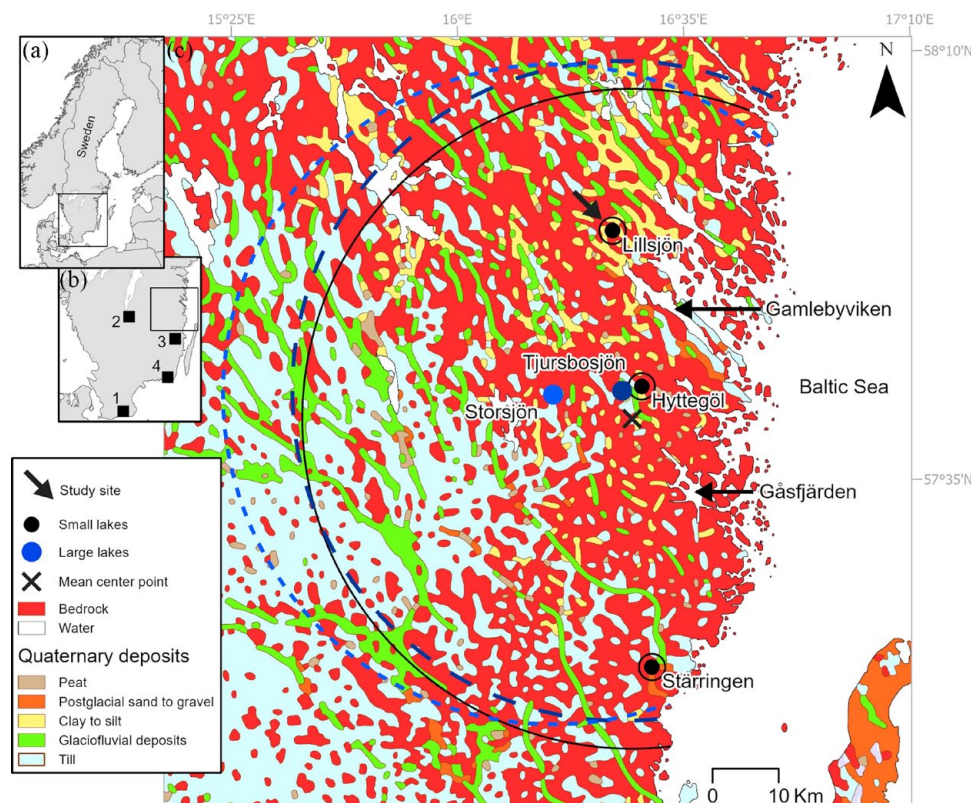 15°25'E 16°E 16°35'E 17°10'E
(a)
(c)
N
58°10'N
Sweden
Lillsjön
(b)
Gamlebyviken
2
3
Tjursbosjön
4
Baltic Sea
Hyttegöl
Storsjön
1
57°35'N
Gåsfjärden
Study site
Small lakes
Large lakes
Mean center point
Bedrock
Water
Quaternary deposits
Peat
Postglacial sand to gravel
Clay to silt
Glaciofluvial deposits
Till
Stärringen
0 10 Km